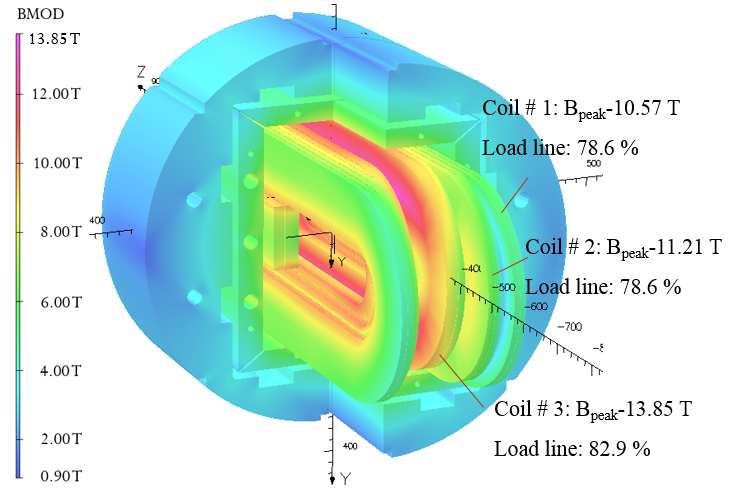 BMOD
13.85T
12.00T
10.00T
8.00T
6.00T
4.00T
2.00T
0.90T
Z
90
400
Y
Coil # 1: Bpeak-10.57 T
Load line: 78.6 %
500
Coil # 2: Bpeak-11.21 T
Load line: 78.6 %
-500
-600
-700
Coil # 3: Bpeak-13.85 T
Load line: 82.9 %
400
Y